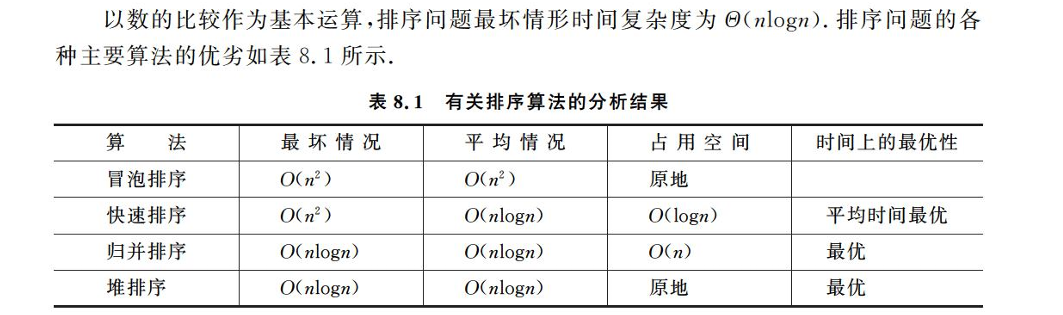 以数的比较作为基本运算,排序问题最坏情形时间复杂度为 Θ(nlogn). 排序问题的各
种主要算法的优劣如表 8.1 所示.
表 8.1 有关排序算法的分析结果
算 法 最坏情况 平均情况 占用空间 时间上的最优性
冒泡排序 O(n²) O(n²) 原地
快速排序 O(n²) O(nlogn) O(logn) 平均时间最优
归并排序 O(nlogn) O(nlogn) O(n) 最优
堆排序 O(nlogn) O(nlogn) 原地 最优